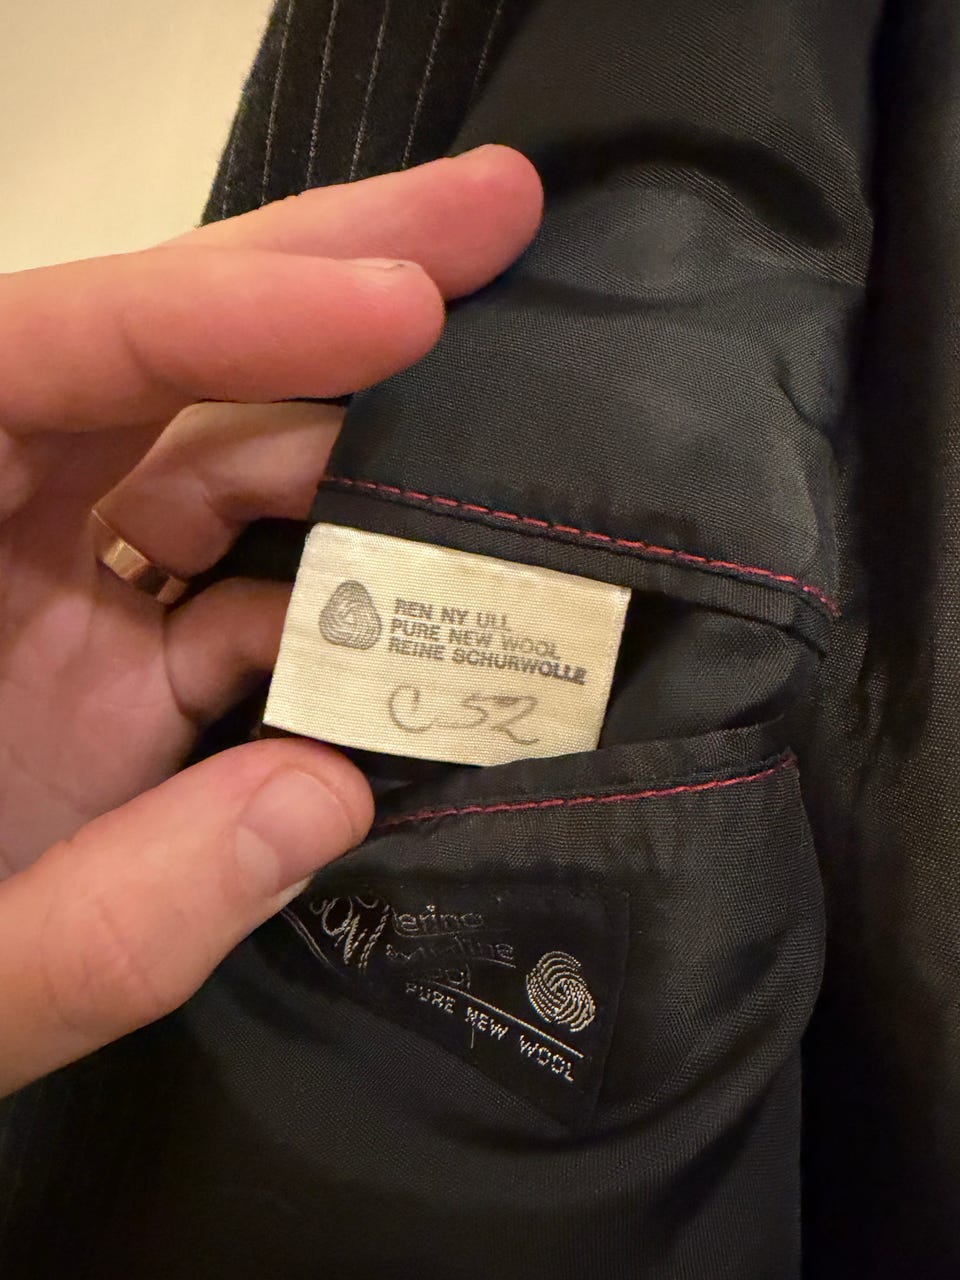 REN NY ULL
PURE NEW WOOL
REINE SCHURWOLLE
C 52
PURE NEW WOOL